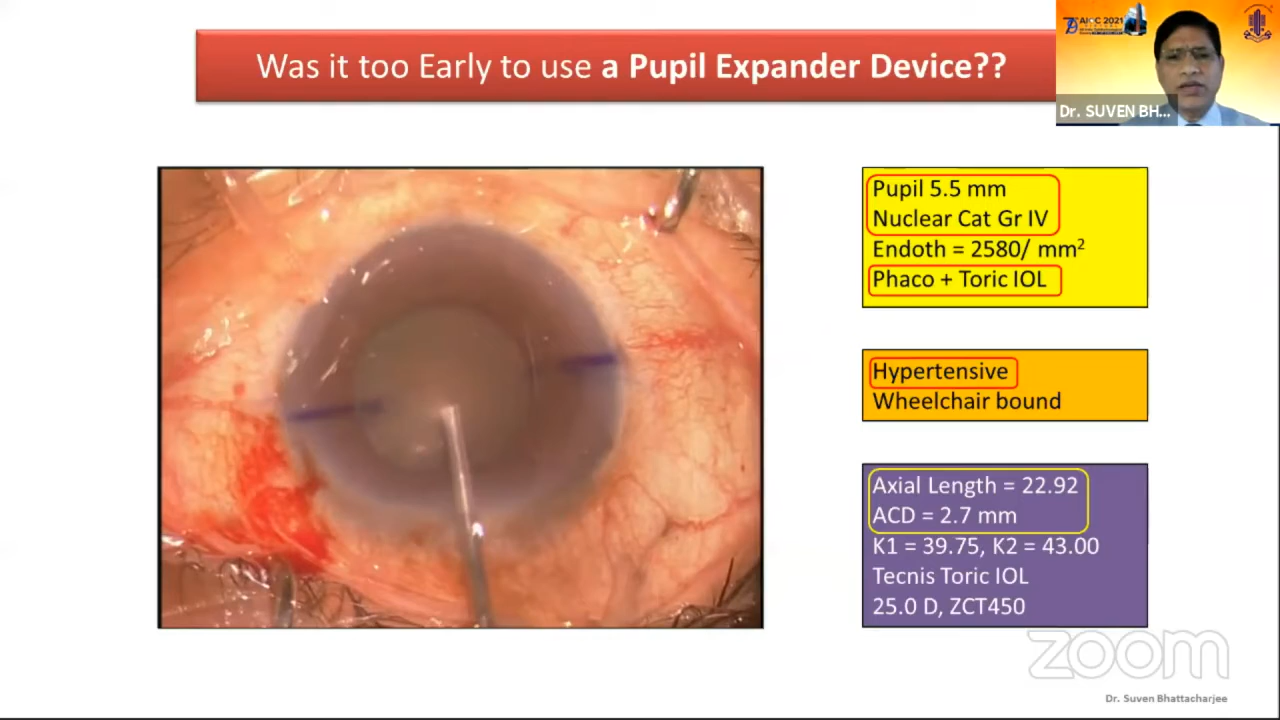 Was it too Early to use a Pupil Expander Device??
AIOC 2021
Dr. SUVEN BH...
Pupil 5.5 mm
Nuclear Cat Gr IV
Endoth = 2580/ mm²
Phaco + Toric IOL
Hypertensive
Wheelchair bound
Axial Length = 22.92
ACD = 2.7 mm
K1 = 39.75, K2 = 43.00
Tecnis Toric IOL
25.0 D, ZCT450
zoom
Dr. Suven Bhattacharjee